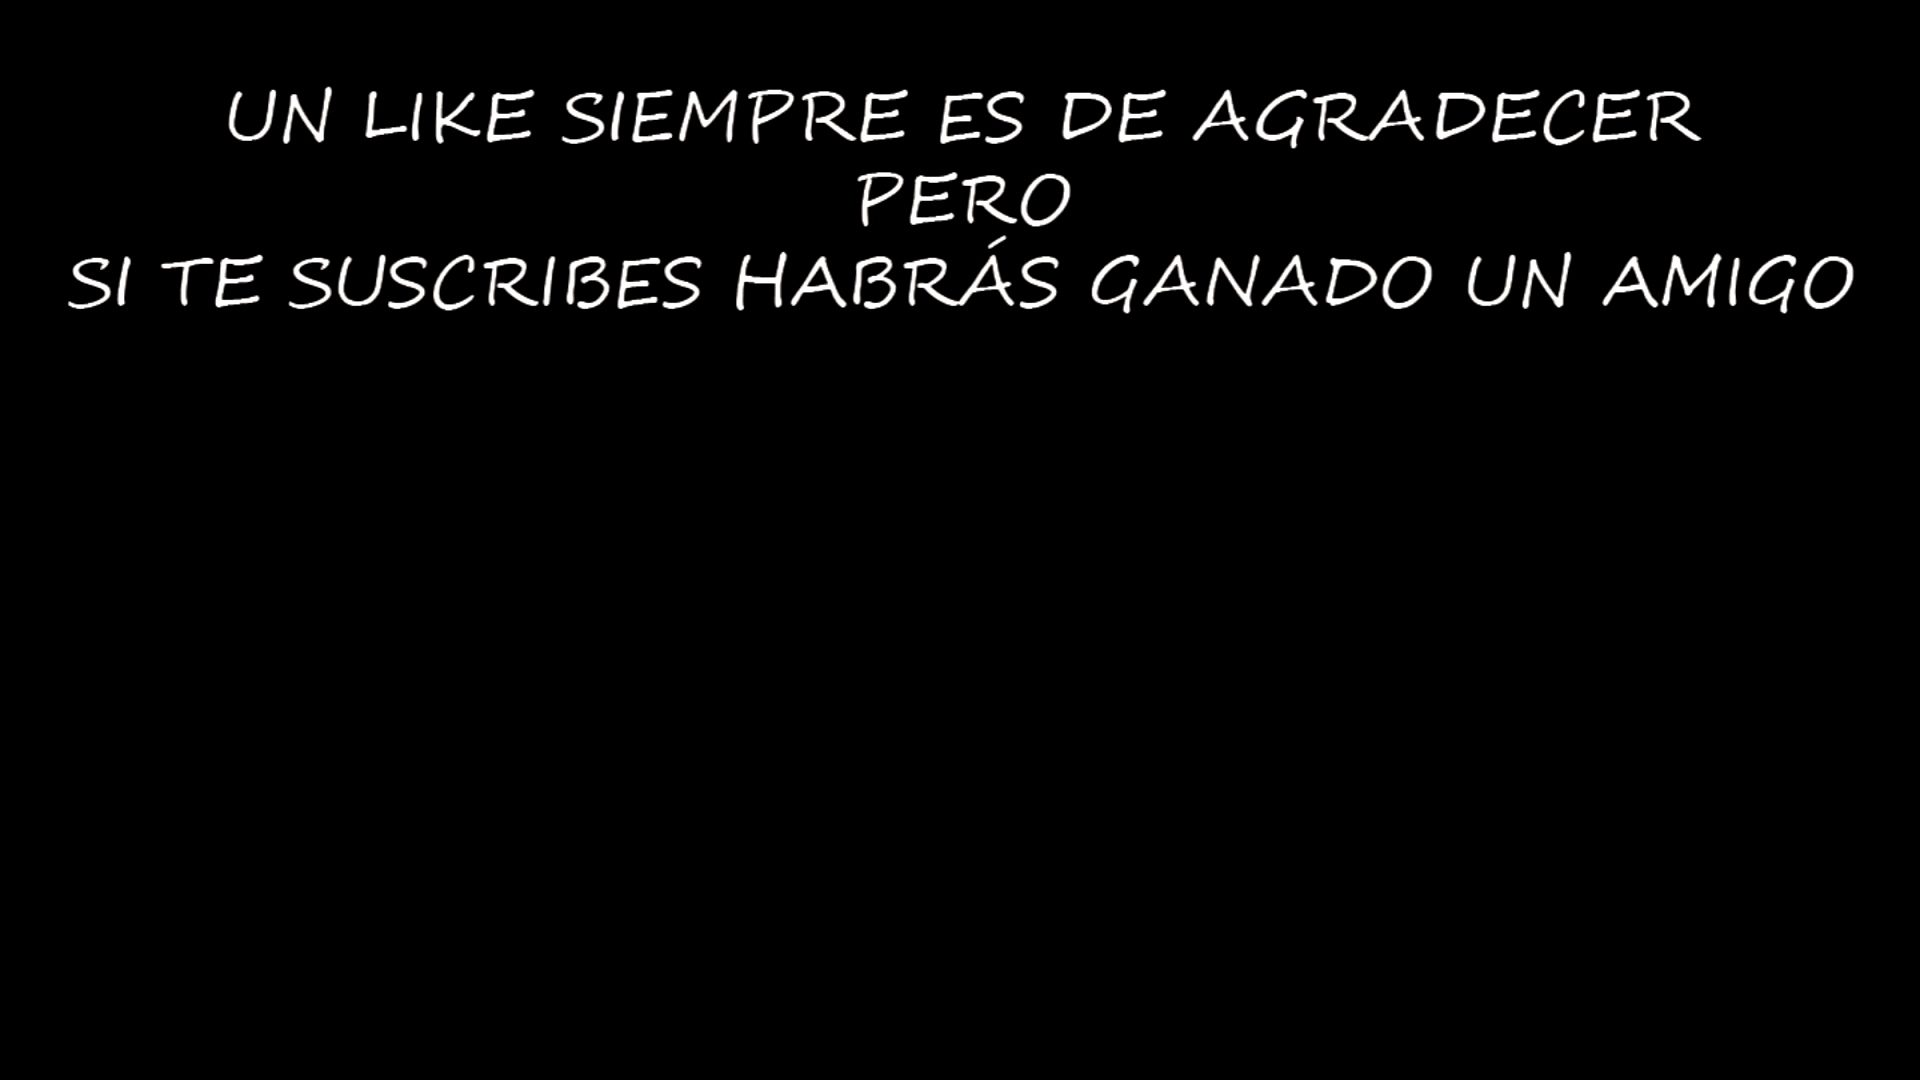 UN LIKE SIEMPRE ES DE AGRADECER
PERO
SI TE SUSCRIBES HABRÁS GANADO UN AMIGO